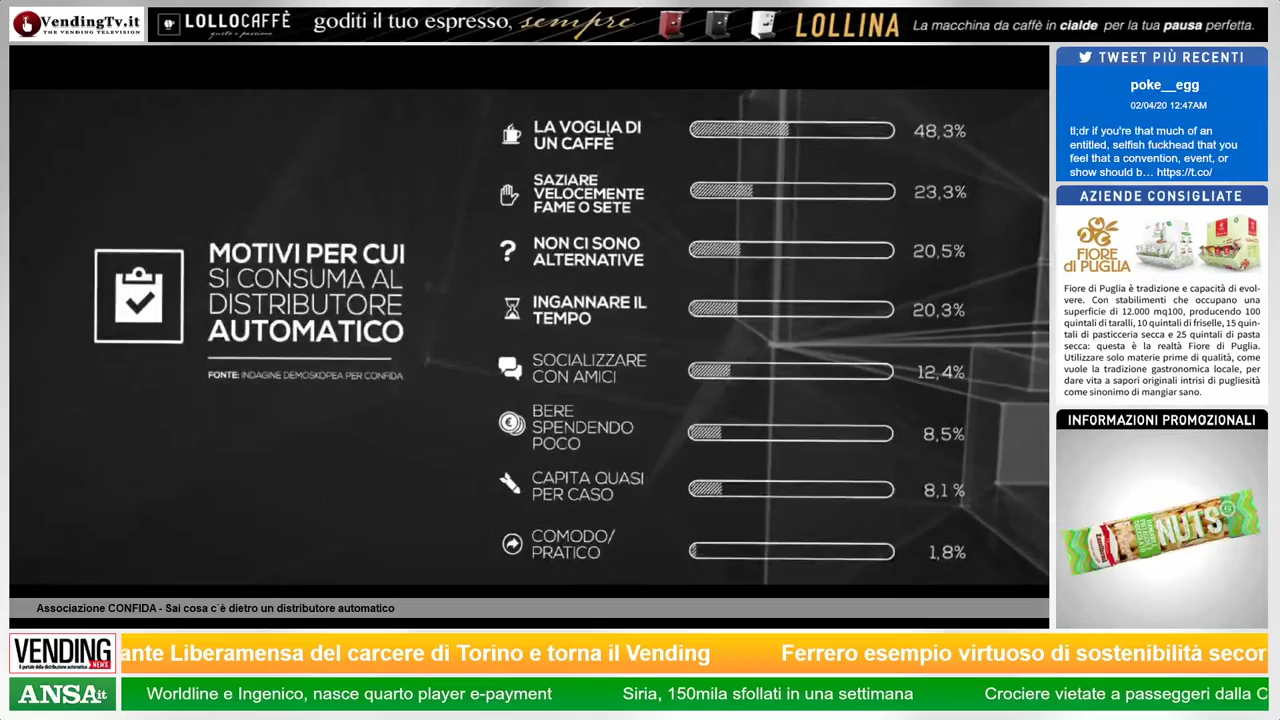 VendingTv.it
THE VENDING TELEVISION
LOLLOCAFFÈ
gusto e passione
goditi il tuo espresso, sempre
LOLLINA
La macchina da caffè in cialde per la tua pausa perfetta.
MOTIVI PER CUI
SI CONSUMA AL
DISTRIBUTORE
AUTOMATICO
FONTE: INDAGINE DEMOSKOPEA PER CONFIDA
LA VOGLIA DI
UN CAFFÈ
48,3%
SAZIARE
VELOCEMENTE
FAME O SETE
23,3%
NON CI SONO
ALTERNATIVE
20,5%
INGANNARE IL
TEMPO
20,3%
SOCIALIZZARE
CON AMICI
12,4%
BERE
SPENDENDO
POCO
8,5%
CAPITA QUASI
PER CASO
8,1 %
COMODO/
PRATICO
1,8%
Associazione CONFIDA - Sai cosa c´è dietro un distributore automatico
TWEET PIÙ RECENTI
poke__egg
02/04/20 12:47AM
tl;dr if you're that much of an
entitled, selfish fuckhead that you
feel that a convention, event, or
show should b… https://t.co/
AZIENDE CONSIGLIATE
FIORE
di PUGLIA
Fiore di Puglia è tradizione e capacità di evol-
vere. Con stabilimenti che occupano una
superficie di 12.000 mq100, producendo 100
quintali di taralli, 10 quintali di friselle, 15 quin-
tali di pasticceria secca e 25 quintali di pasta
secca: questa è la realtà Fiore di Puglia.
Utilizzare solo materie prime di qualità, come
vuole la tradizione gastronomica locale, per
dare vita a sapori originali intrisi di pugliesità
come sinonimo di mangiar sano.
INFORMAZIONI PROMOZIONALI
NUTS
VENDING
NEWS
Il portale della distribuzione automatica
ante Liberamensa del carcere di Torino e torna il Vending
Ferrero esempio virtuoso di sostenibilità secor
ANSA.it
Worldline e Ingenico, nasce quarto player e-payment
Siria, 150mila sfollati in una settimana
Crociere vietate a passeggeri dalla C